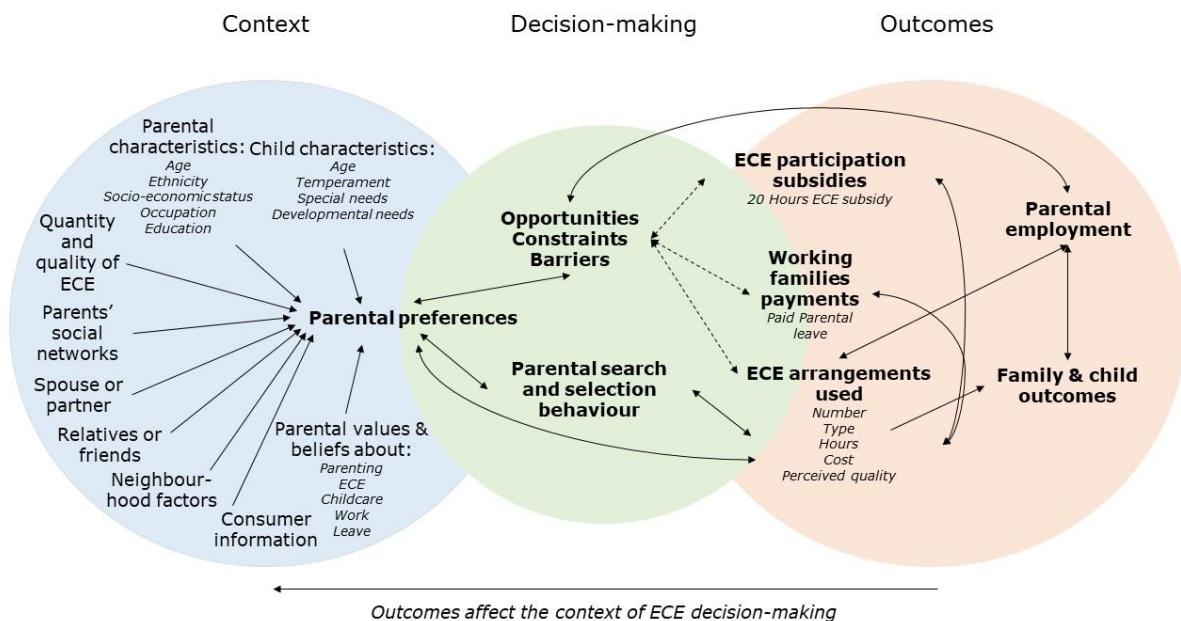 Context
Decision-making
Outcomes
Parental
characteristics:
Age
Ethnicity
Socio-economic status
Occupation
Education
Child characteristics:
Age
Temperament
Special needs
Developmental needs
Quantity
and
quality of
ECE
Parents’
social
networks
Spouse or
partner
Relatives or
friends
Neighbour-
hood factors
Consumer
information
Parental values &
beliefs about:
Parenting
ECE
Childcare
Work
Leave
Parental preferences
Opportunities
Constraints
Barriers
Parental search
and selection
behaviour
ECE participation
subsidies
20 Hours ECE subsidy
Working
families
payments
Paid Parental
leave
ECE arrangements
used
Number
Type
Hours
Cost
Perceived quality
Parental
employment
Family & child
outcomes
Outcomes affect the context of ECE decision-making